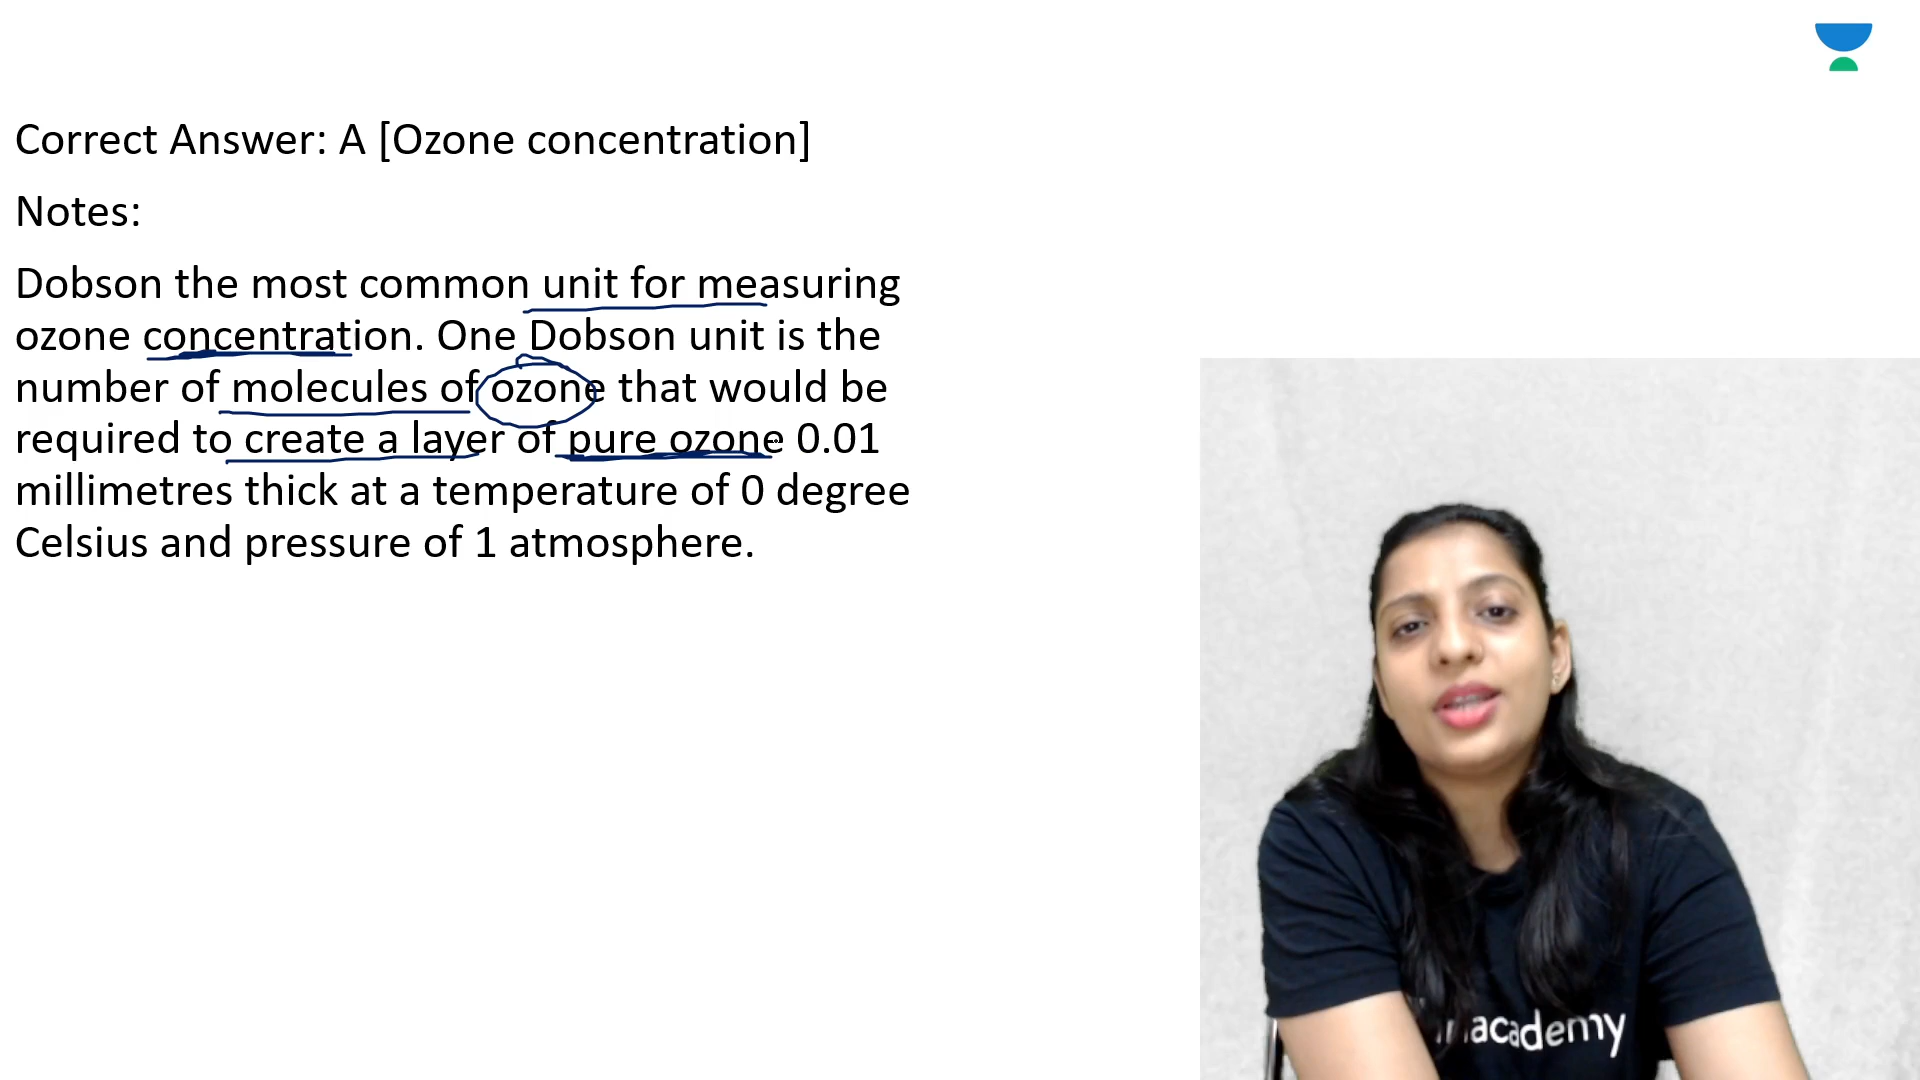 Correct Answer: A [Ozone concentration]
Notes:
Dobson the most common unit for measuring
ozone concentration. One Dobson unit is the
number of molecules of ozone that would be
required to create a layer of pure ozone 0.01
millimetres thick at a temperature of 0 degree
Celsius and pressure of 1 atmosphere.